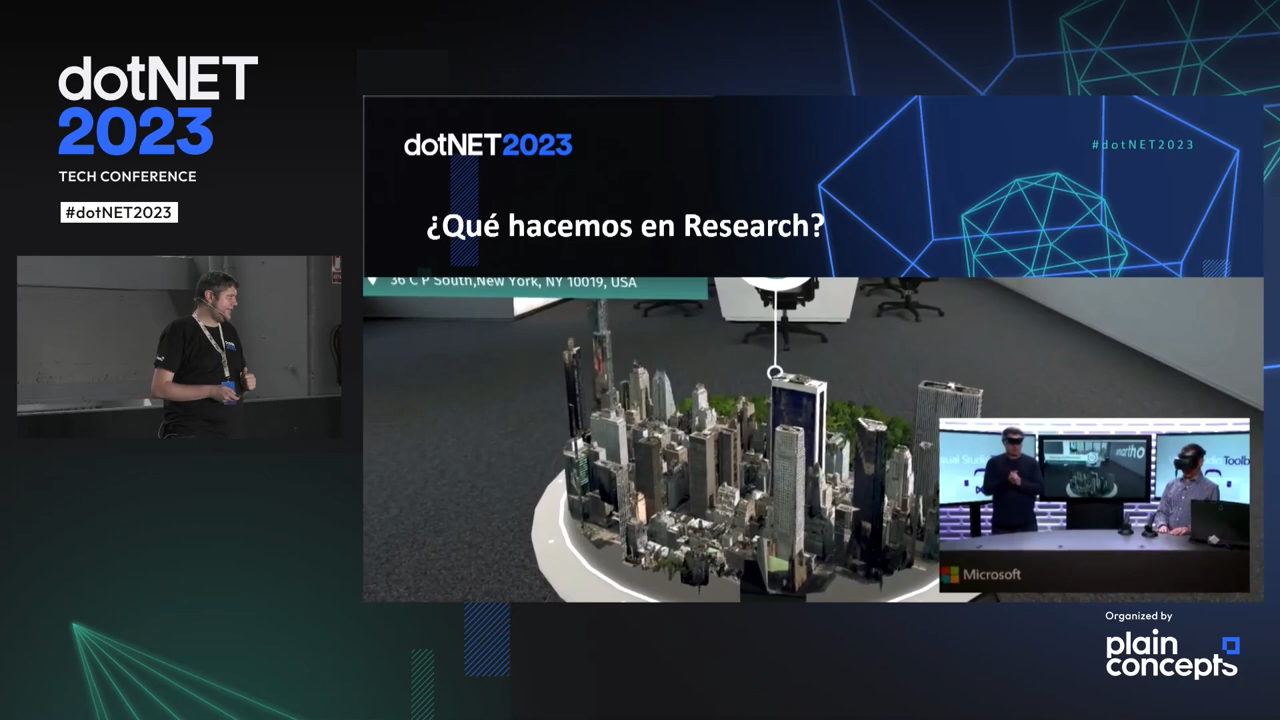 dotNET
2023
TECH CONFERENCE
#dotNET2023
dotNET2023
#dotNET2023
¿Qué hacemos en Research?
36 C P South,New York, NY 10019, USA
Microsoft
Organized by
plain
concepts